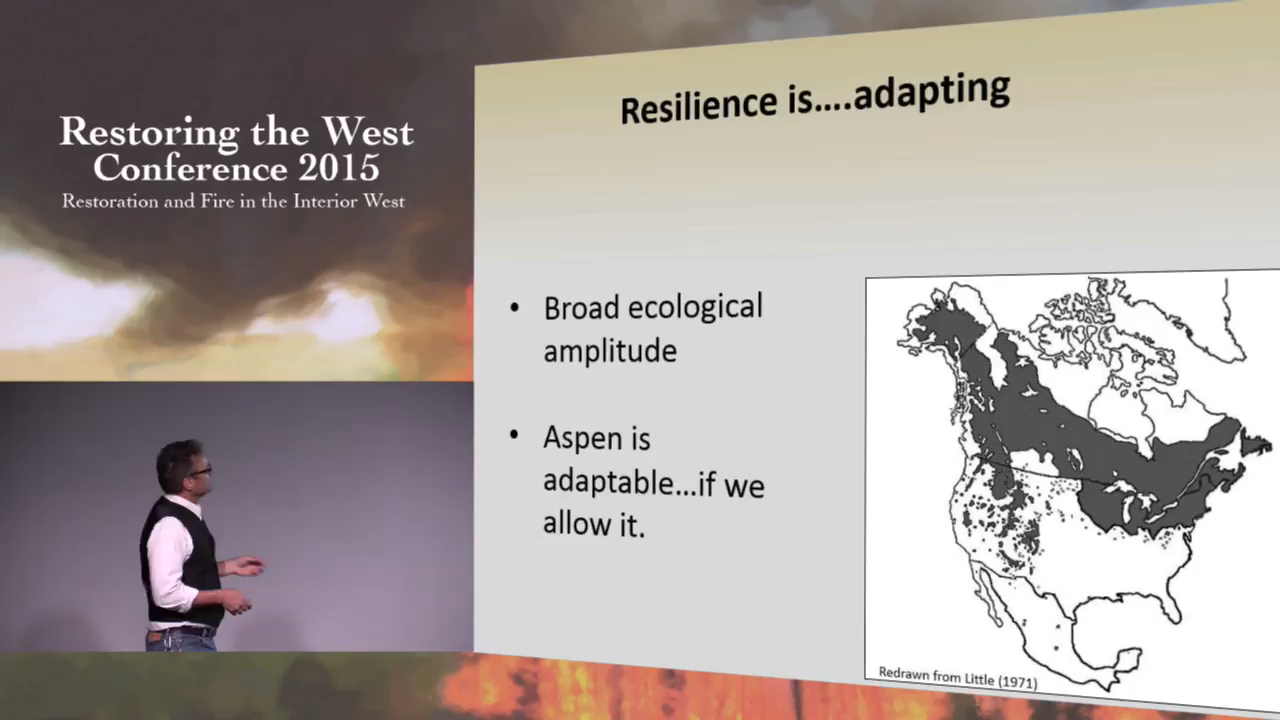 Restoring the West
Conference 2015
Restoration and Fire in the Interior West
Resilience is....adapting
• Broad ecological
amplitude
• Aspen is
adaptable...if we
allow it.
Redrawn from Little (1971)